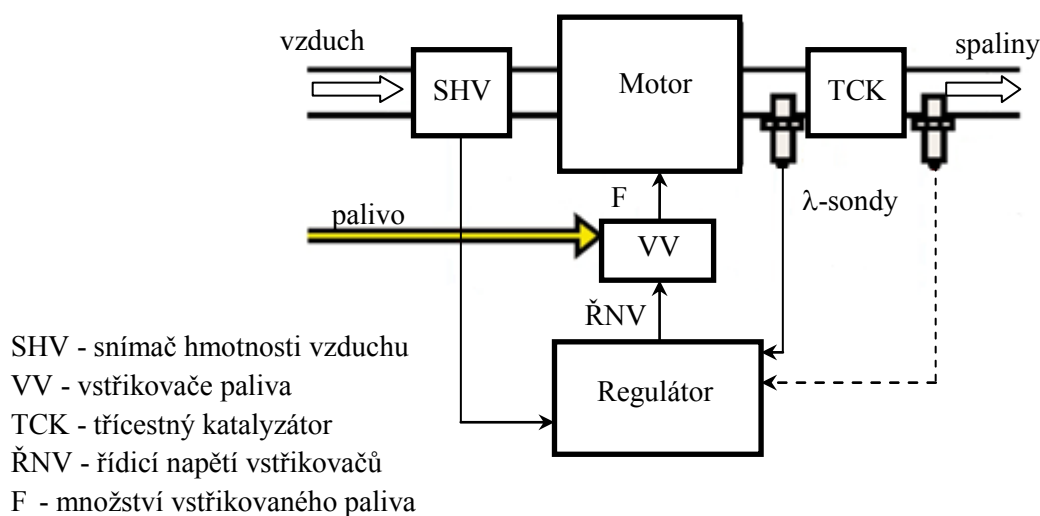 vzduch
spaliny
SHV
Motor
TCK
F
λ-sondy
palivo
VV
ŘNV
Regulátor
SHV - snímač hmotnosti vzduchu
VV - vstřikovače paliva
TCK - třícestný katalyzátor
ŘNV - řídicí napětí vstřikovačů
F - množství vstřikovaného paliva